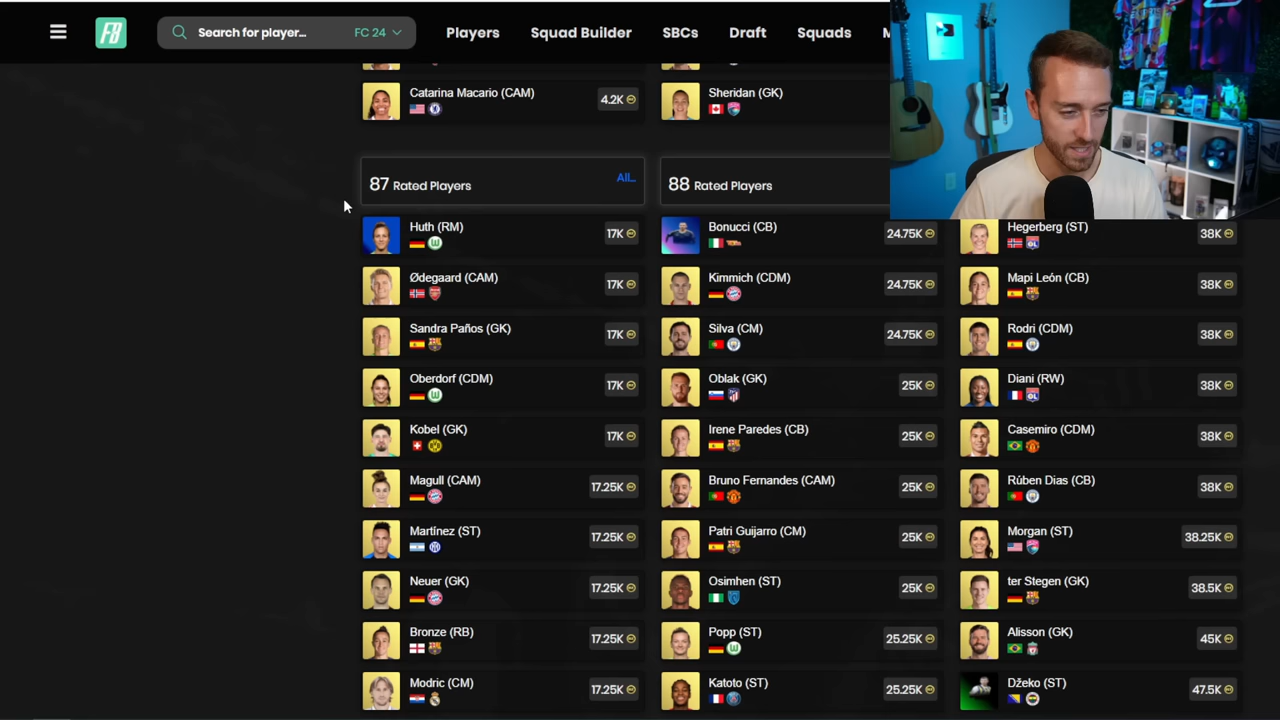 FB
Search for player...
FC 24
Players
Squad Builder
SBCs
Draft
Squads
M
Catarina Macario (CAM)
4.2K
Sheridan (GK)
87 Rated Players
All...
88 Rated Players
Huth (RM)
17K
Bonucci (CB)
24.75K
Hegerberg (ST)
38K
Ødegaard (CAM)
17K
Kimmich (CDM)
24.75K
Mapi León (CB)
38K
Sandra Paños (GK)
17K
Silva (CM)
24.75K
Rodri (CDM)
38K
Oberdorf (CDM)
17K
Oblak (GK)
25K
Diani (RW)
38K
Kobel (GK)
17K
Irene Paredes (CB)
25K
Casemiro (CDM)
38K
Magull (CAM)
17.25K
Bruno Fernandes (CAM)
25K
Rúben Dias (CB)
38K
Martínez (ST)
17.25K
Patri Guijarro (CM)
25K
Morgan (ST)
38.25K
Neuer (GK)
17.25K
Osimhen (ST)
25K
ter Stegen (GK)
38.5K
Bronze (RB)
17.25K
Popp (ST)
25.25K
Alisson (GK)
45K
Modric (CM)
17.25K
Katoto (ST)
25.25K
Džeko (ST)
47.5K